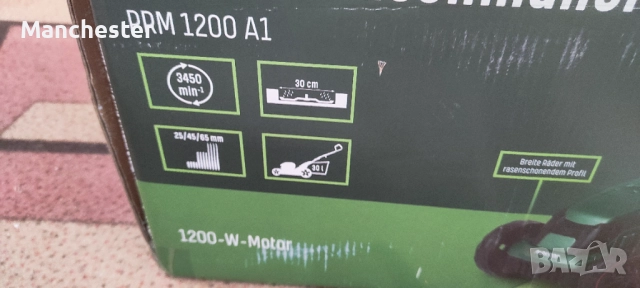 Manchester
PRM 1200 A1
3450
min-¹
30 cm
25/45/65 mm
30 L
Breite Räder mit
rasenschonendem Profil
1200-W-Motor
BAZAR